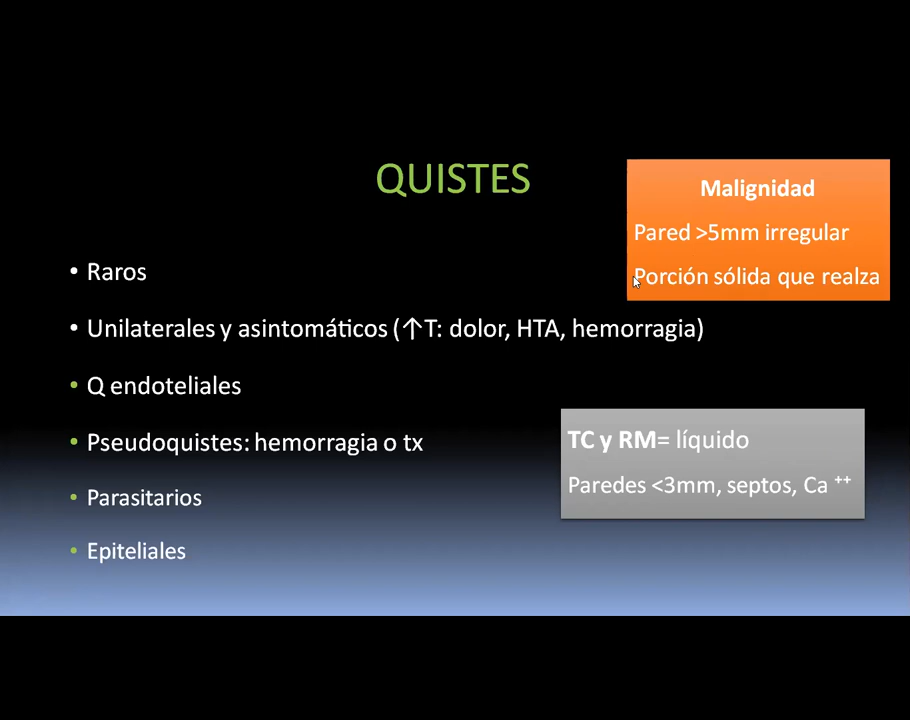 QUISTES
Malignidad
Pared >5mm irregular
Porción sólida que realza
• Raros
• Unilaterales y asintomáticos (↑T: dolor, HTA, hemorragia)
• Q endoteliales
• Pseudoquistes: hemorragia o tx
• Parasitarios
• Epiteliales
TC y RM= líquido
Paredes <3mm, septos, Ca ⁺⁺